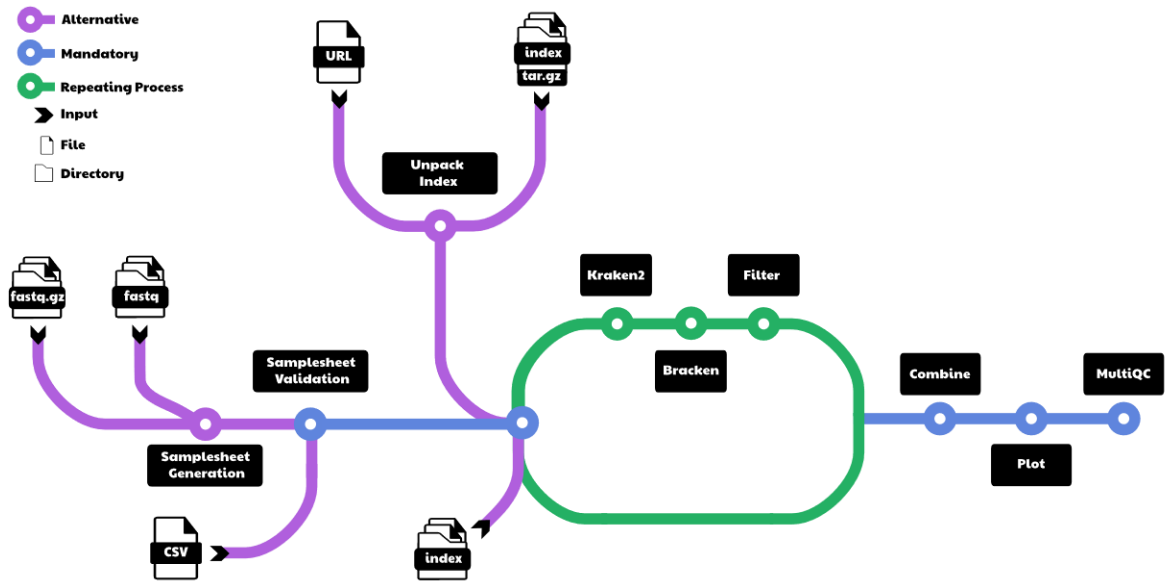 Alternative
Mandatory
Repeating Process
Input
File
Directory
URL
index
tar.gz
Unpack
Index
fastq.gz
fastq
Samplesheet
Validation
Samplesheet
Generation
CSV
index
Kraken2
Bracken
Filter
Combine
Plot
MultiQC